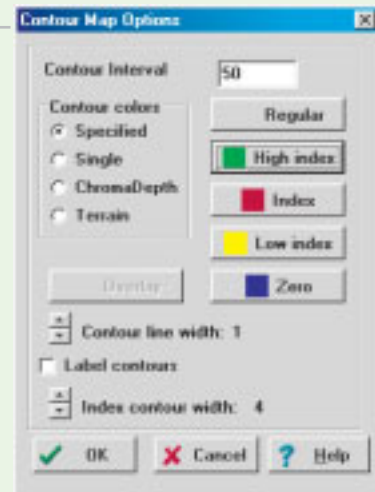 Contour Map Options
Contour Interval 50
Contour colors
Specified
Single
ChromaDepth
Terrain
Regular
High index
Index
Low index
Zero
Overlay
Contour line width: 1
Label contours
Index contour width: 4
OK Cancel Help